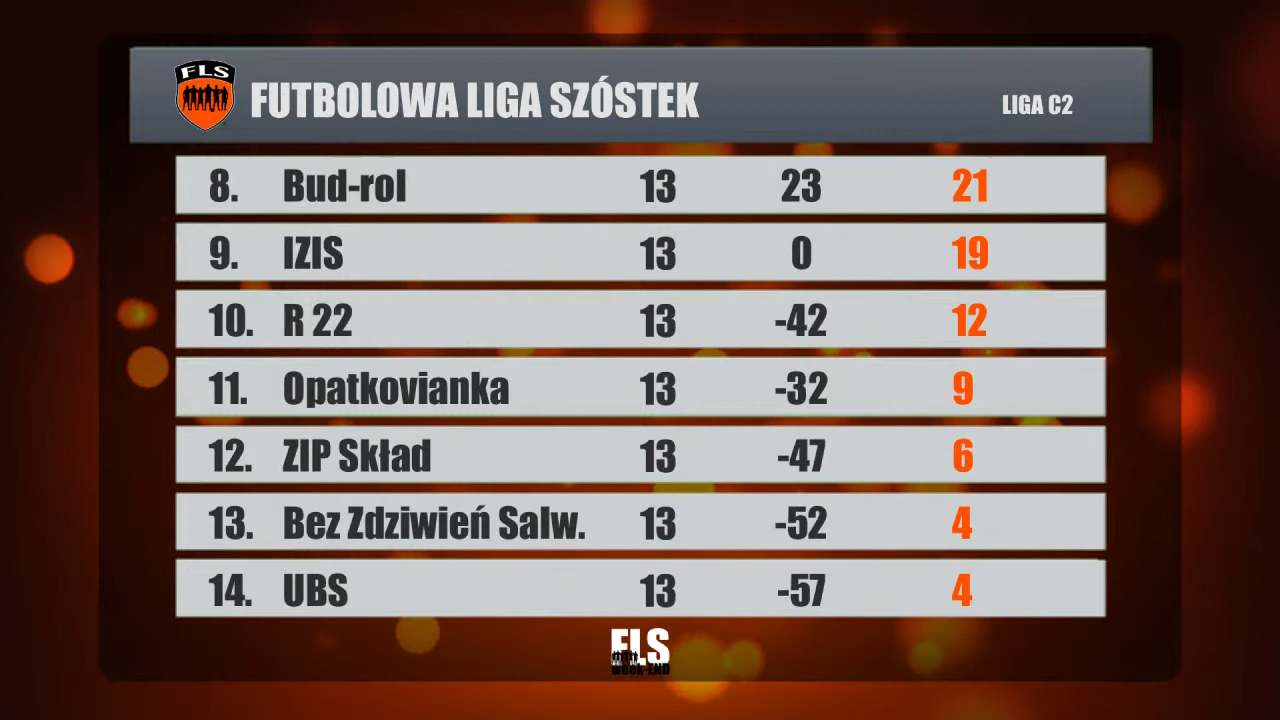 FLS
FUTBOLOWA LIGA SZÓSTEK
LIGA C2
8. Bud-rol 13 23 21
9. IZIS 13 0 19
10. R 22 13 -42 12
11. Opatkovianka 13 -32 9
12. ZIP Skład 13 -47 6
13. Bez Zdziwień Salw. 13 -52 4
14. UBS 13 -57 4
FLS
week-END